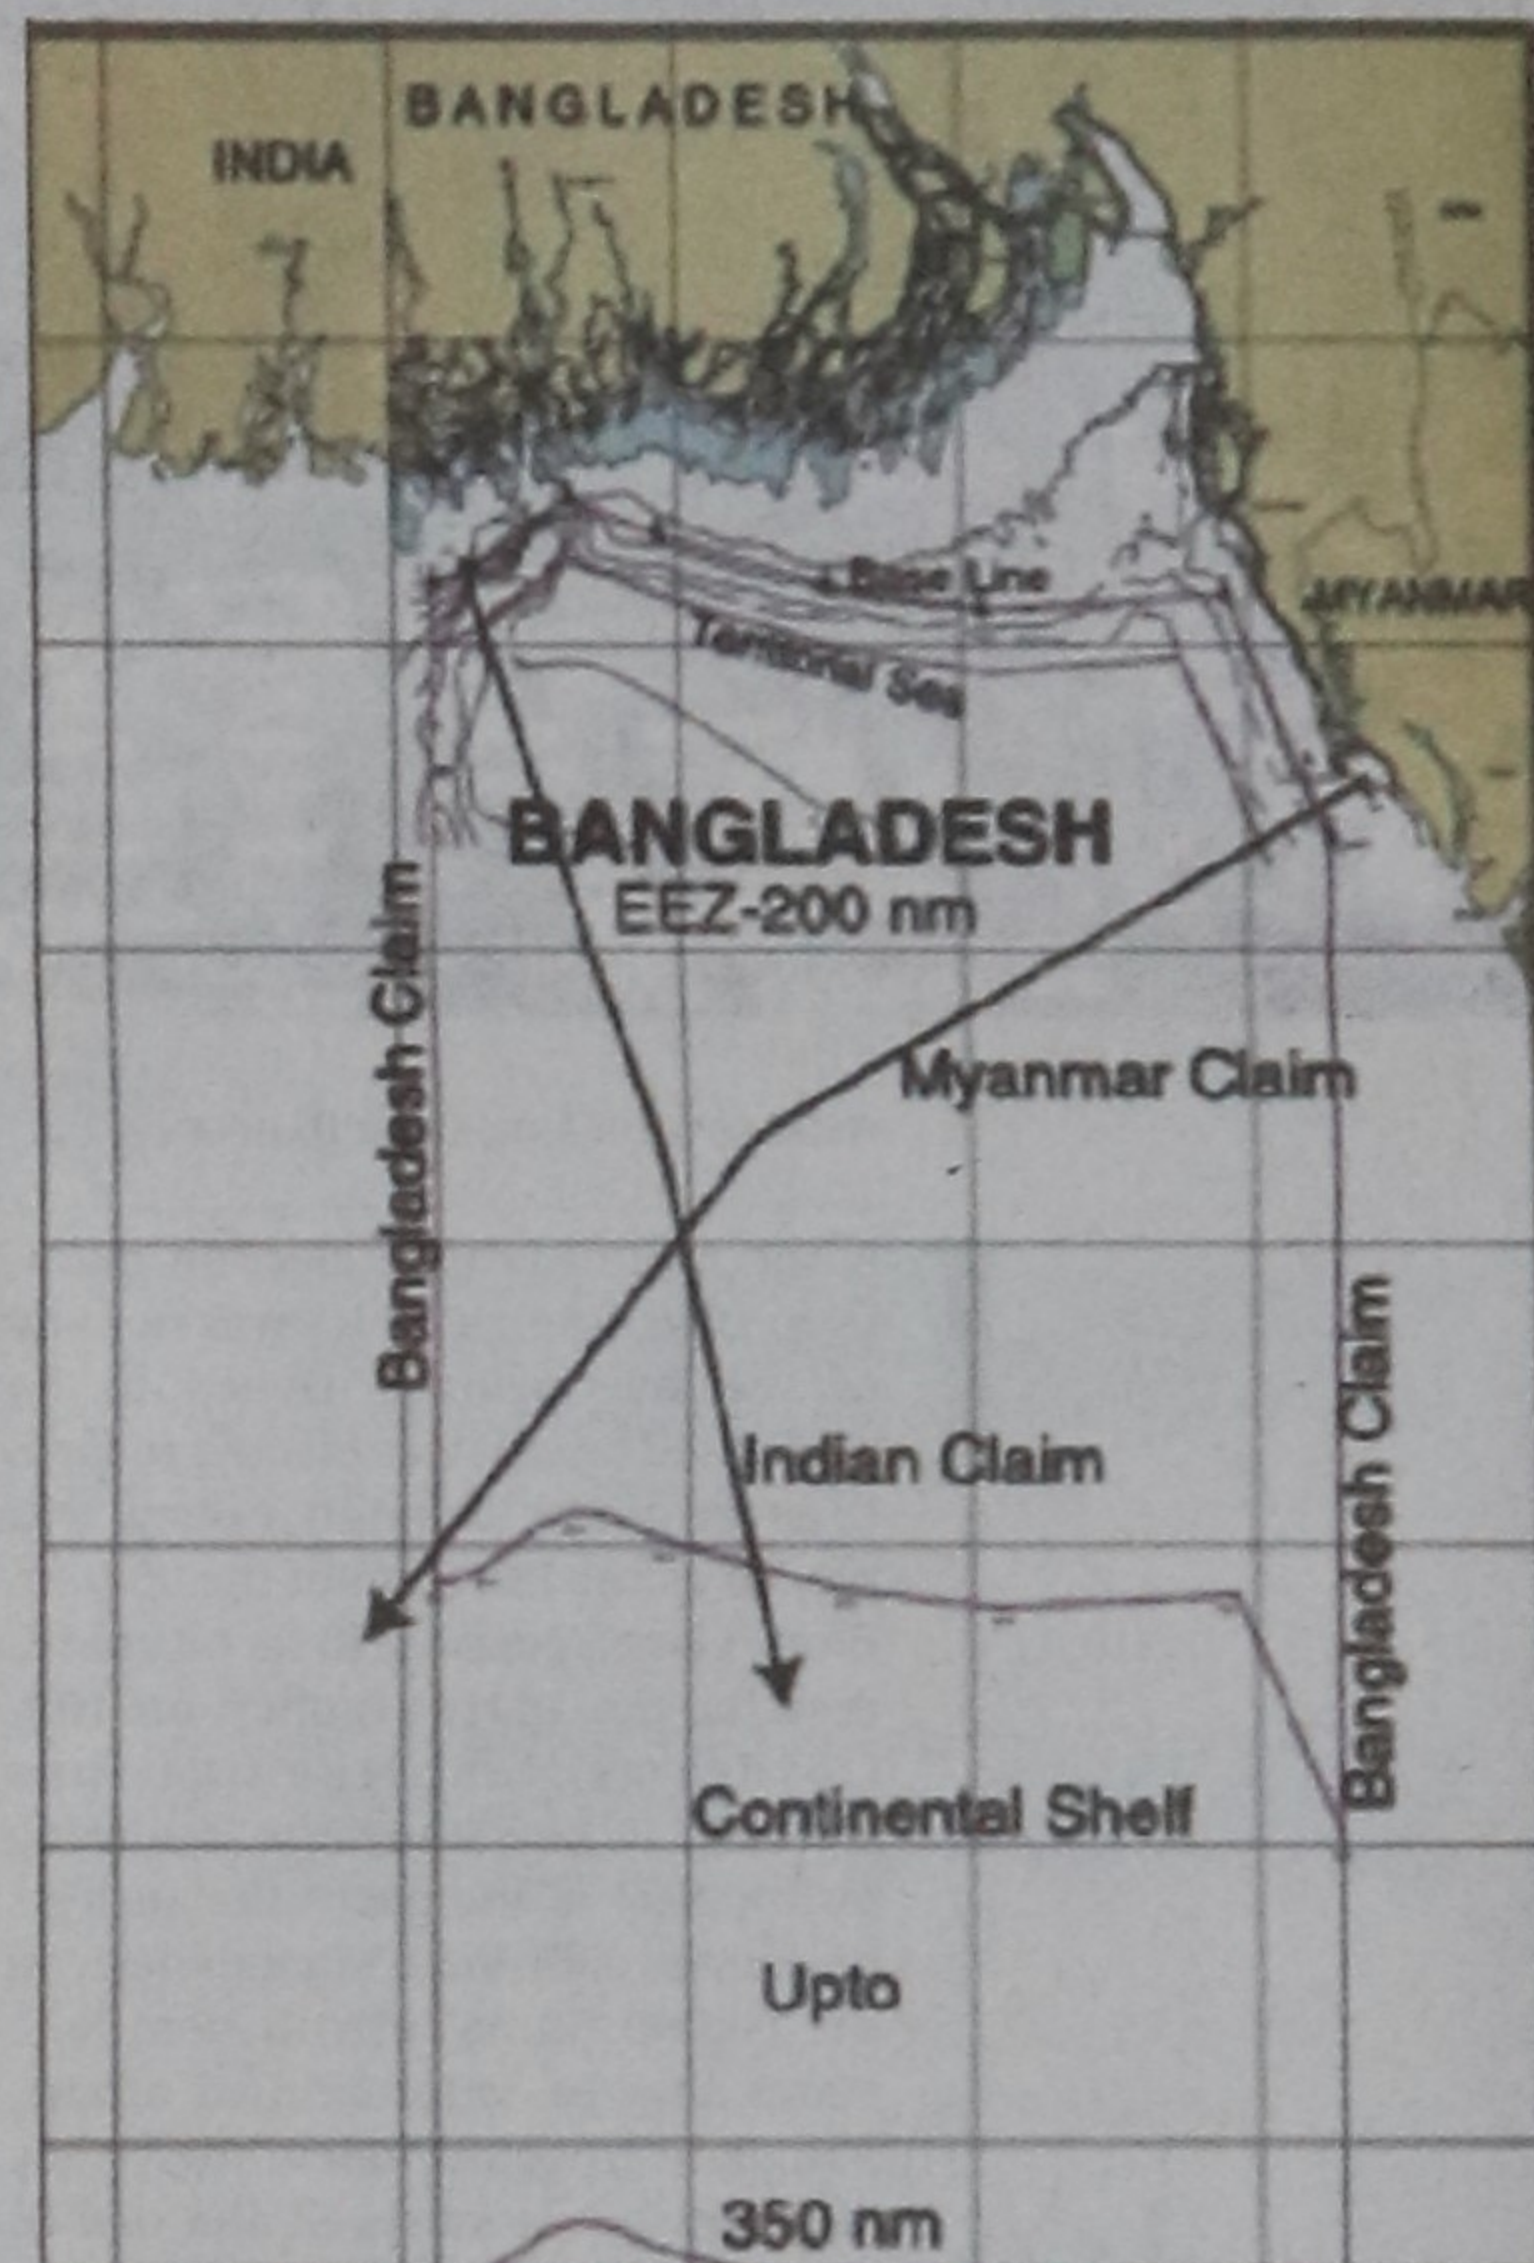 BANGLADESH
INDIA
Base Line
MYANMAR
Territorial Sea
BANGLADESH
EEZ-200 nm
Bangladesh Claim
Myanmar Claim
Indian Claim
Bangladesh Claim
Continental Shelf
Upto
350 nm